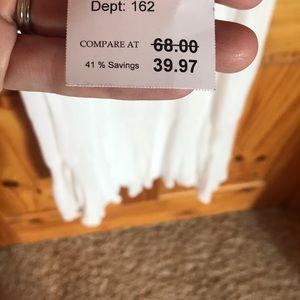 Dept: 162
COMPARE AT 68.00
41 % Savings 39.97